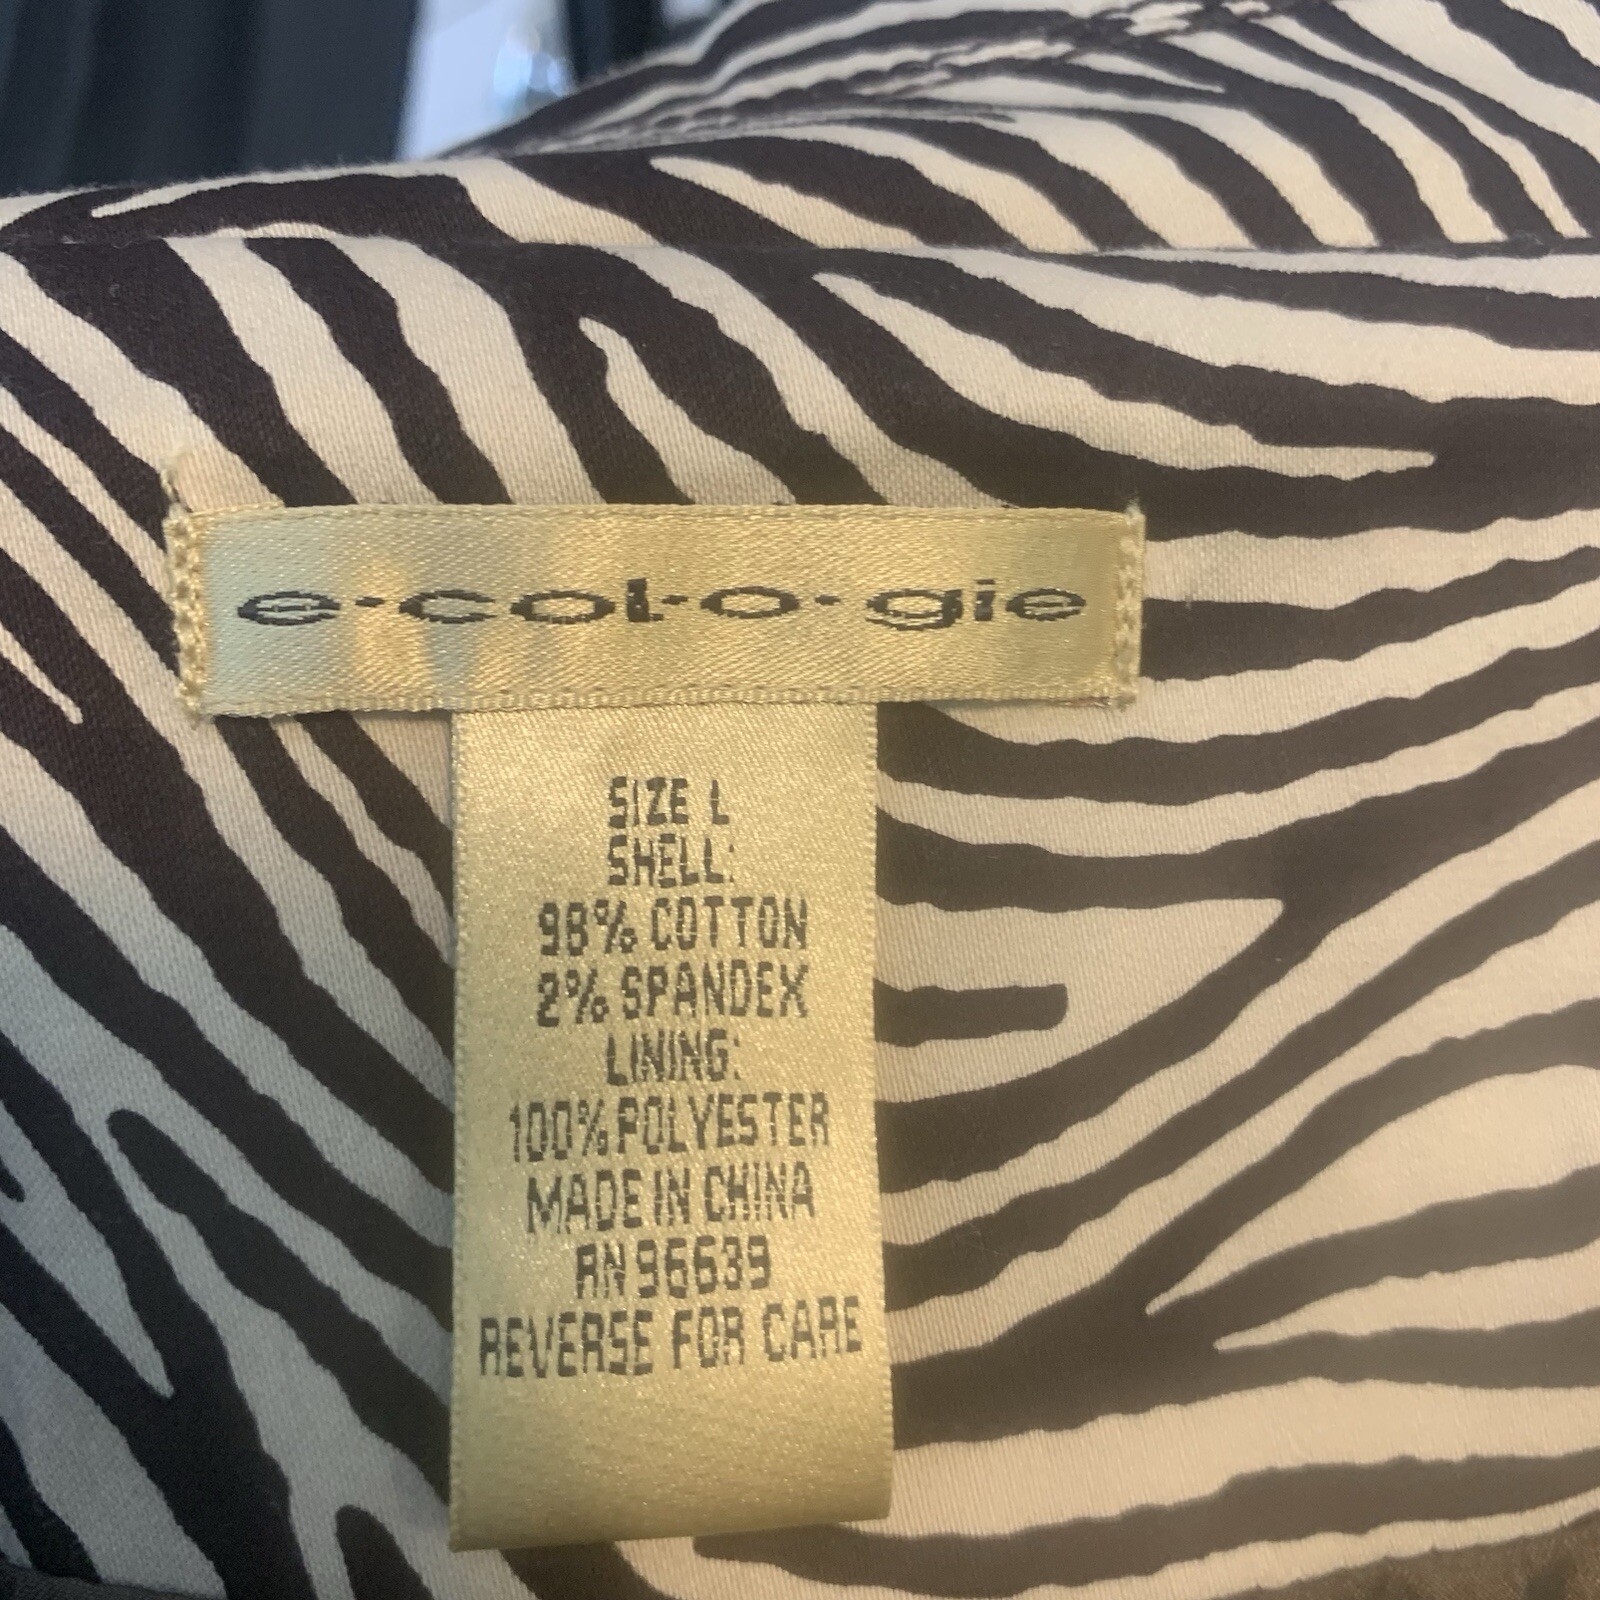 e·col·o·gie
SIZE L
SHELL:
98% COTTON
2% SPANDEX
LINING:
100% POLYESTER
MADE IN CHINA
RN 96639
REVERSE FOR CARE